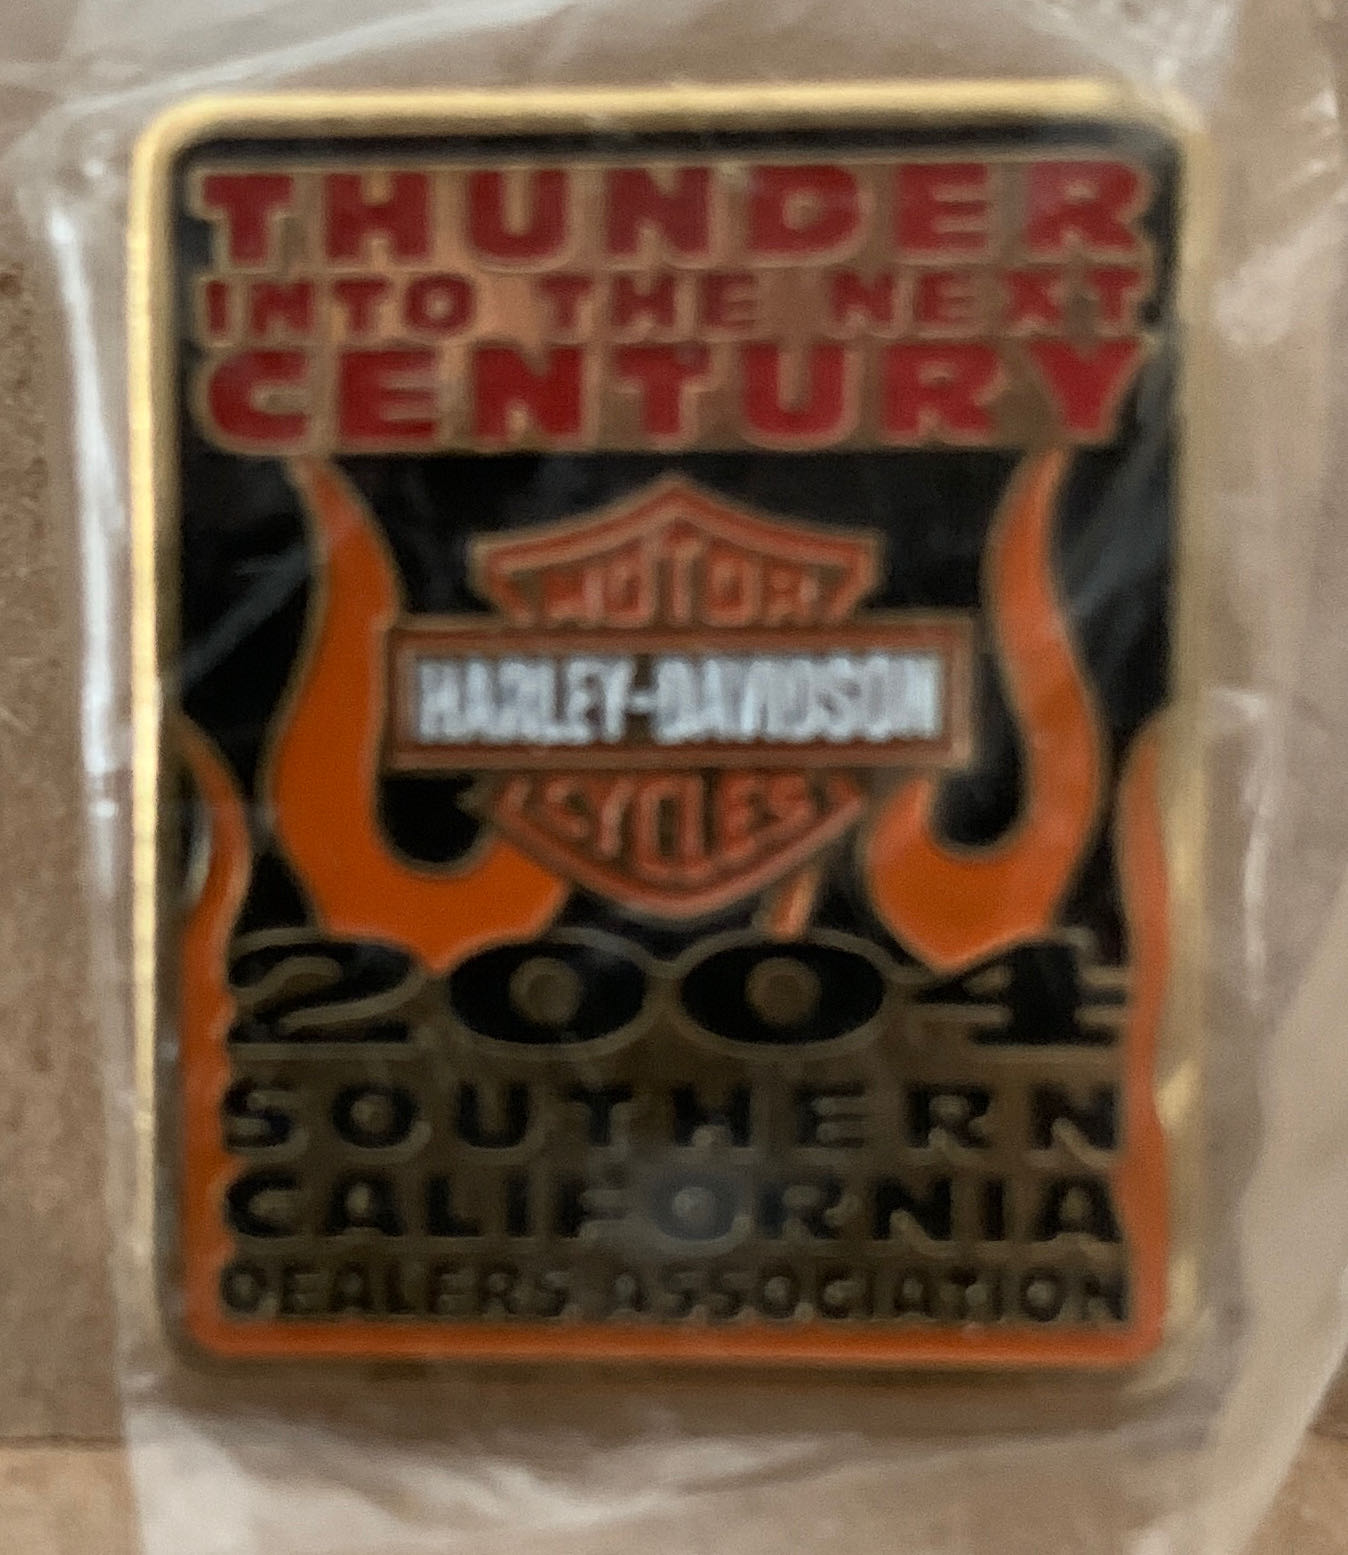 THUNDER
INTO THE NEXT
CENTURY
MOTOR
HARLEY-DAVIDSON
CYCLES
2004
SOUTHERN
CALIFORNIA
DEALERS ASSOCIATION